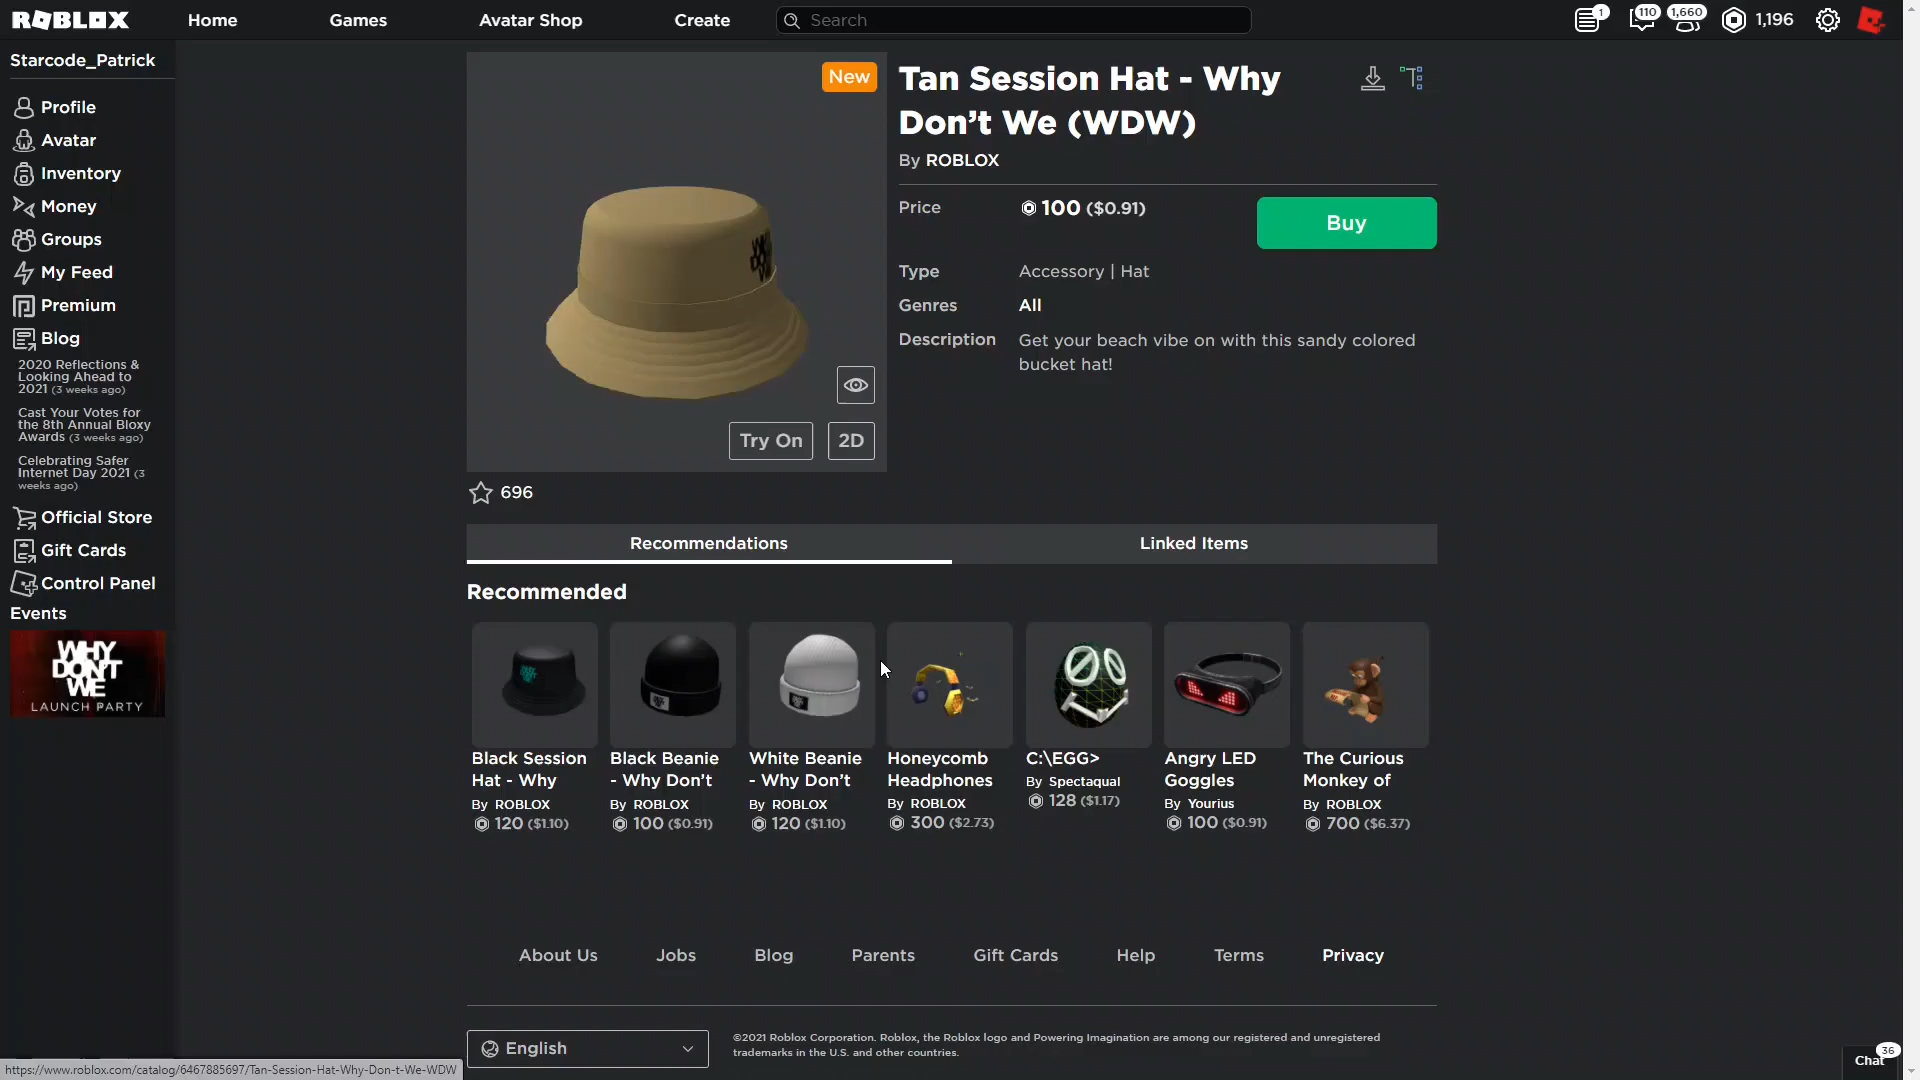 ROBLOX
Home
Games
Avatar Shop
Create
Search
1
110
1,660
1,196
Starcode_Patrick
Profile
Avatar
Inventory
Money
Groups
My Feed
Premium
Blog
2020 Reflections &
Looking Ahead to
2021 (3 weeks ago)
Cast Your Votes for
the 8th Annual Bloxy
Awards (3 weeks ago)
Celebrating Safer
Internet Day 2021 (3
weeks ago)
Official Store
Gift Cards
Control Panel
Events
WHY
DON'T
WE
LAUNCH PARTY
New
Try On
2D
696
Tan Session Hat - Why
Don’t We (WDW)
By ROBLOX
Price
100 ($0.91)
Buy
Type
Accessory | Hat
Genres
All
Description
Get your beach vibe on with this sandy colored
bucket hat!
Recommendations
Linked Items
Recommended
Black Session
Hat - Why
By ROBLOX
120 ($1.10)
Black Beanie
- Why Don’t
By ROBLOX
100 ($0.91)
White Beanie
- Why Don’t
By ROBLOX
120 ($1.10)
Honeycomb
Headphones
By ROBLOX
300 ($2.73)
C:\EGG>
By Spectaqual
128 ($1.17)
Angry LED
Goggles
By Yourius
100 ($0.91)
The Curious
Monkey of
By ROBLOX
700 ($6.37)
About Us
Jobs
Blog
Parents
Gift Cards
Help
Terms
Privacy
English
©2021 Roblox Corporation. Roblox, the Roblox logo and Powering Imagination are among our registered and unregistered
trademarks in the U.S. and other countries.
Chat
36
https://www.roblox.com/catalog/6467885697/Tan-Session-Hat-Why-Don-t-We-WDW